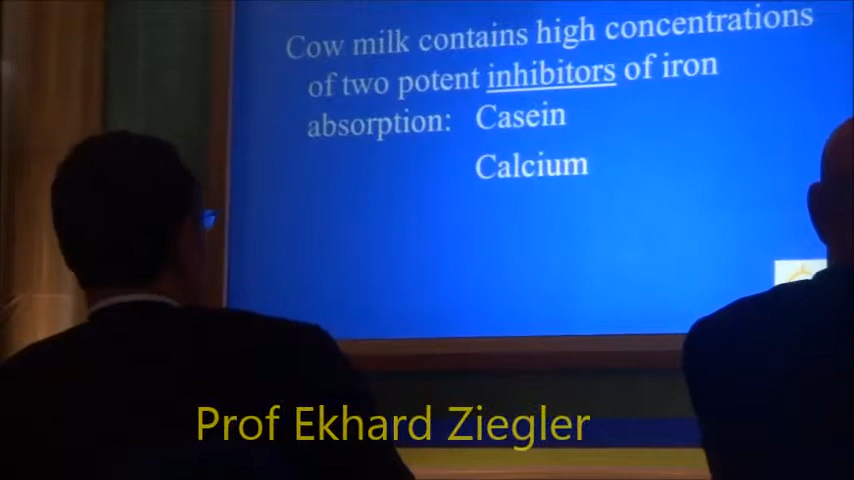 Cow milk contains high concentrations
of two potent inhibitors of iron
absorption: Casein
Calcium
Prof Ekhard Ziegler